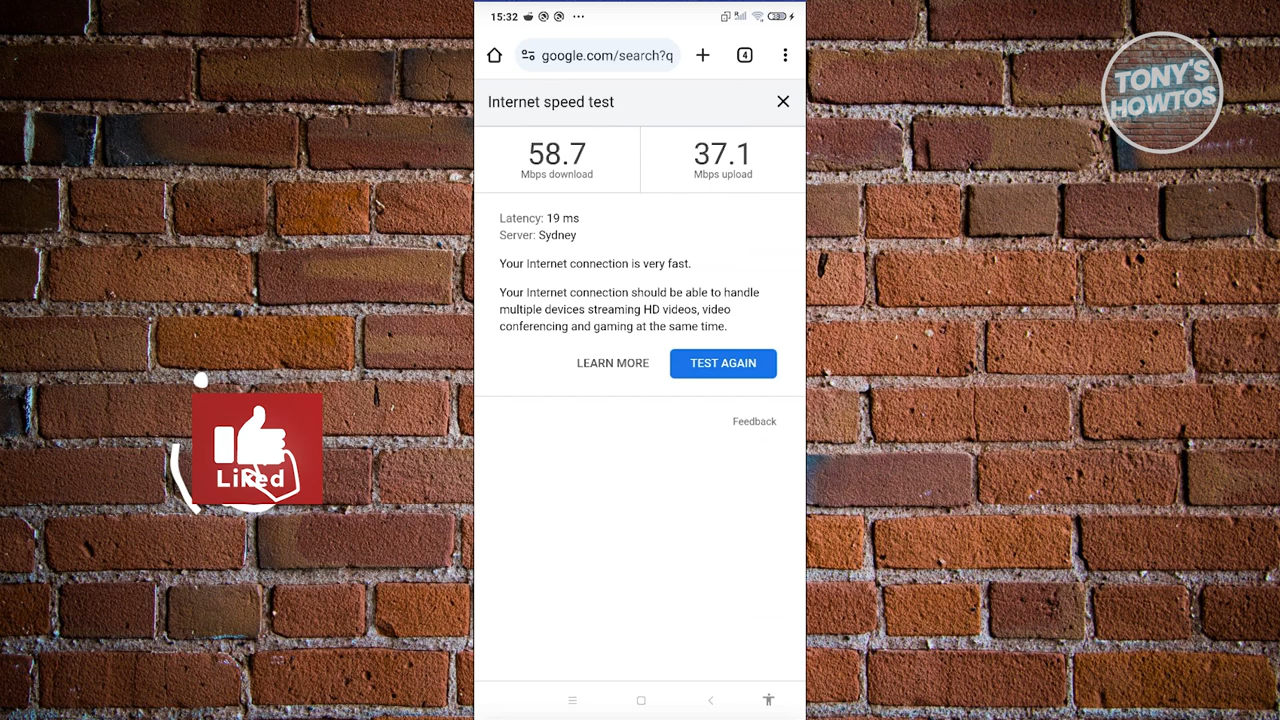 15:32
google.com/search?q
4
Internet speed test
58.7
Mbps download
37.1
Mbps upload
Latency: 19 ms
Server: Sydney
Your Internet connection is very fast.
Your Internet connection should be able to handle
multiple devices streaming HD videos, video
conferencing and gaming at the same time.
LEARN MORE
TEST AGAIN
Feedback
Liked
TONY'S
HOWTOS